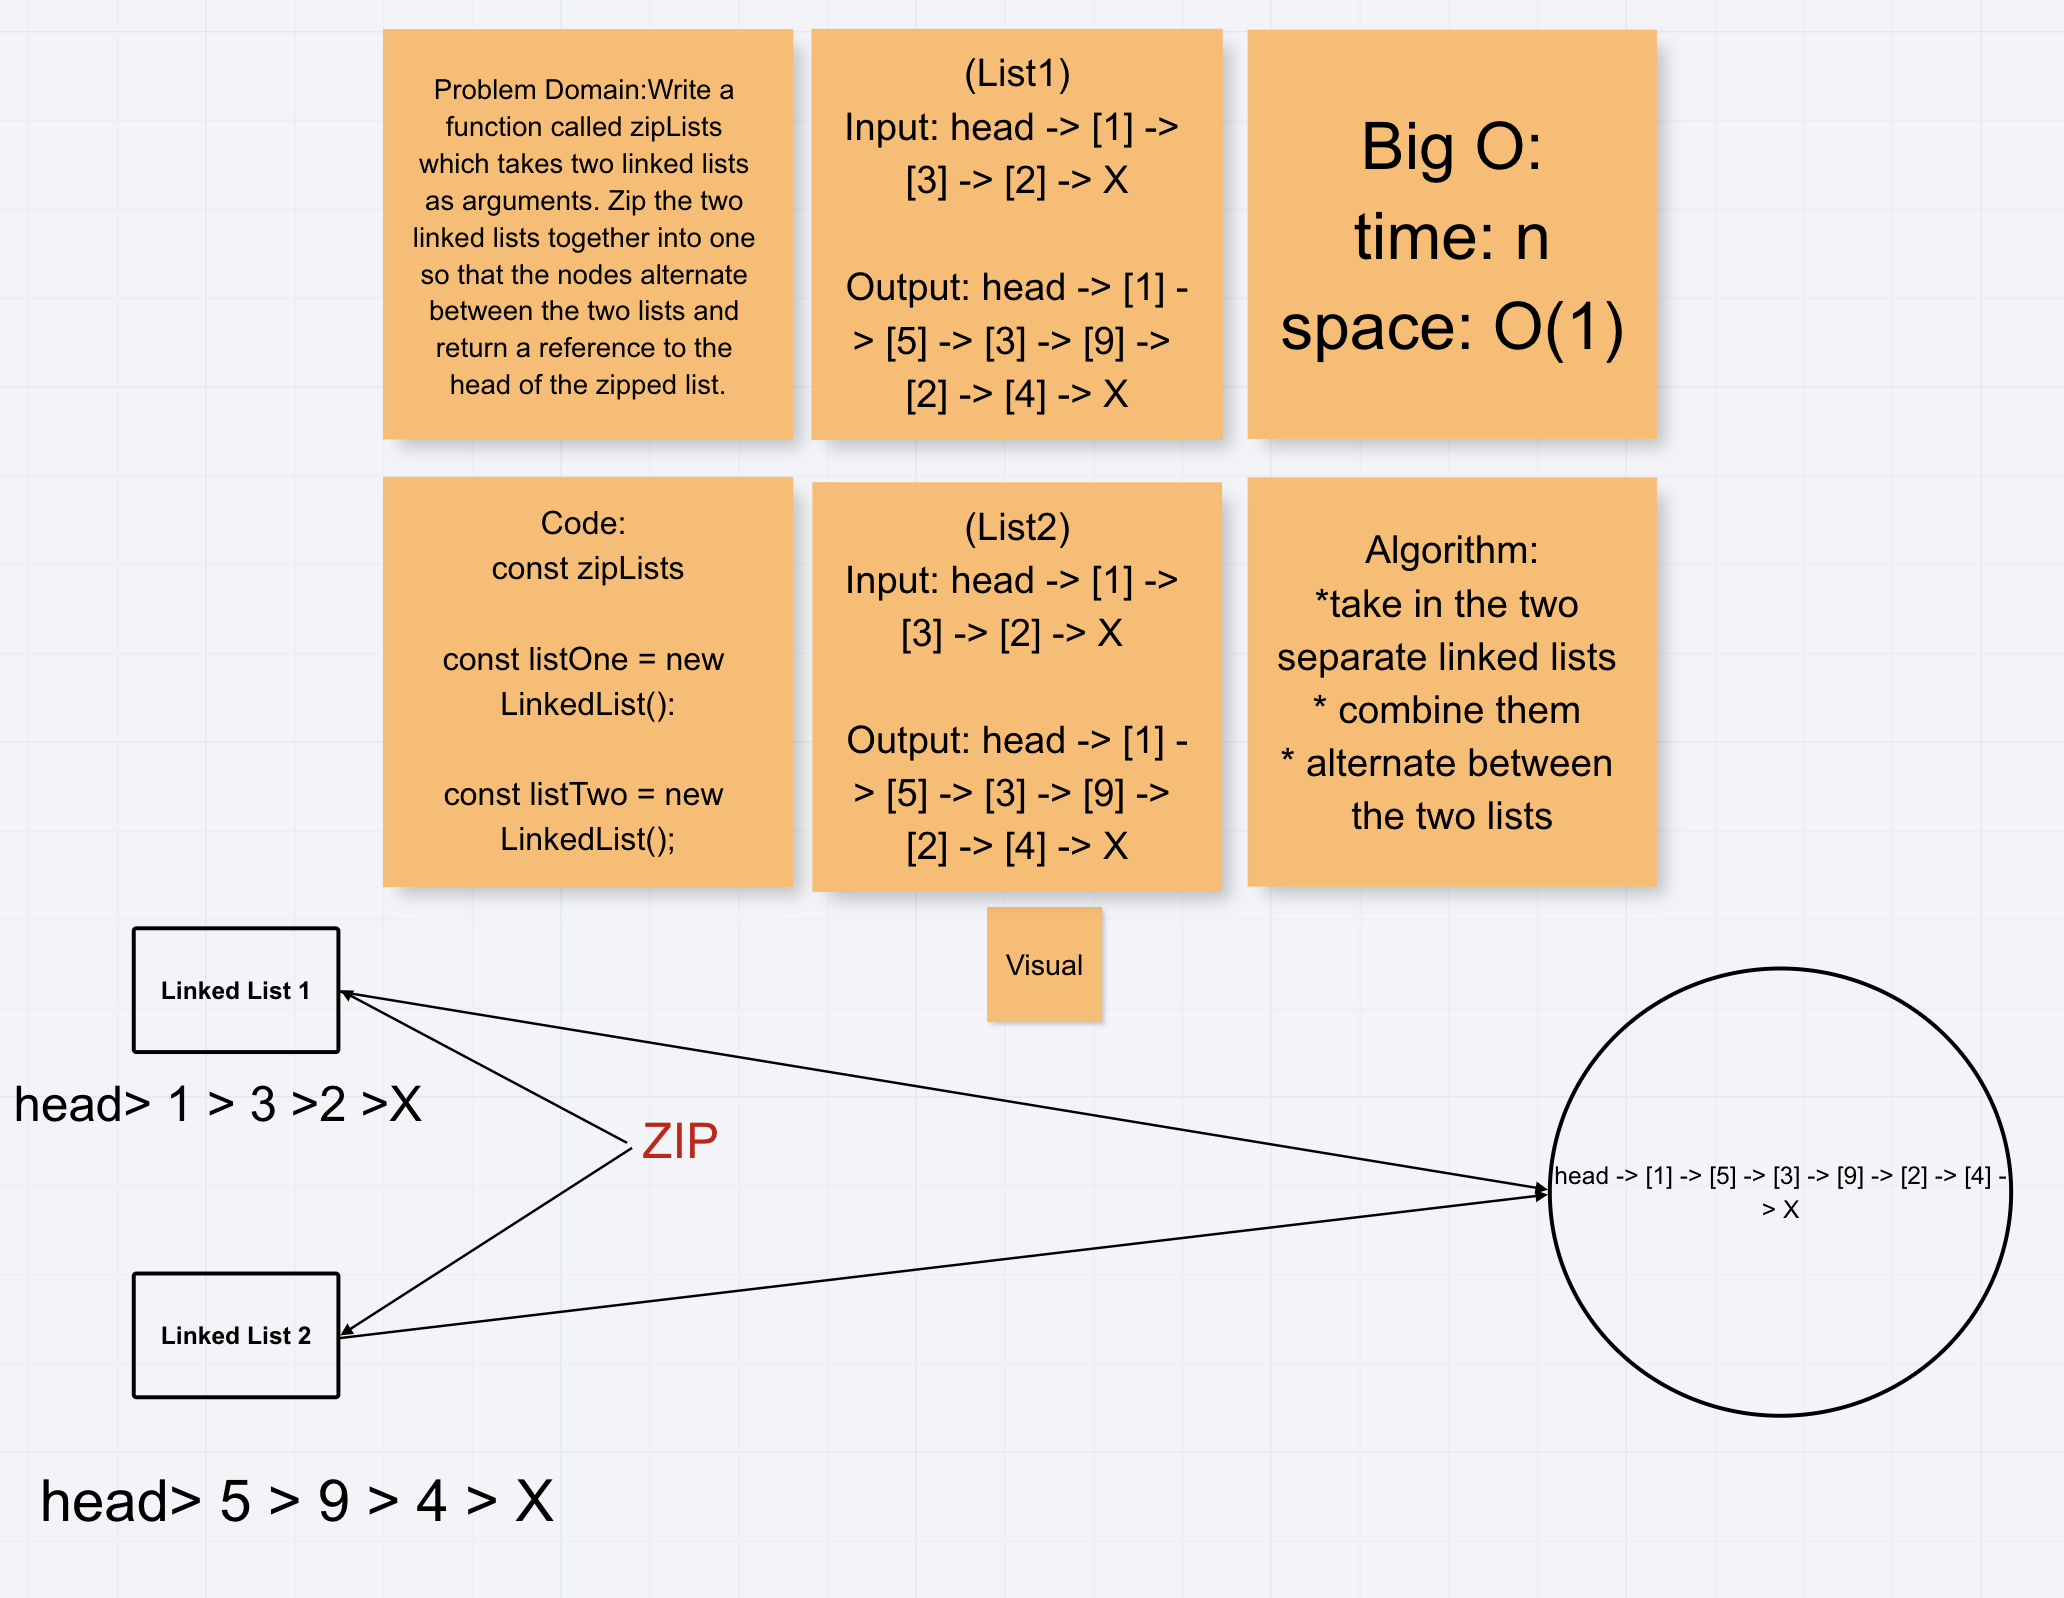 Problem Domain:Write a
function called zipLists
which takes two linked lists
as arguments. Zip the two
linked lists together into one
so that the nodes alternate
between the two lists and
return a reference to the
head of the zipped list.
(List1)
Input: head -> [1] ->
[3] -> [2] -> X
Output: head -> [1] -
> [5] -> [3] -> [9] ->
[2] -> [4] -> X
Big O:
time: n
space: O(1)
Code:
const zipLists
const listOne = new
LinkedList():
const listTwo = new
LinkedList();
(List2)
Input: head -> [1] ->
[3] -> [2] -> X
Output: head -> [1] -
> [5] -> [3] -> [9] ->
[2] -> [4] -> X
Algorithm:
*take in the two
separate linked lists
* combine them
* alternate between
the two lists
Visual
Linked List 1
head> 1 > 3 >2 >X
ZIP
head -> [1] -> [5] -> [3] -> [9] -> [2] -> [4] -
> X
Linked List 2
head> 5 > 9 > 4 > X